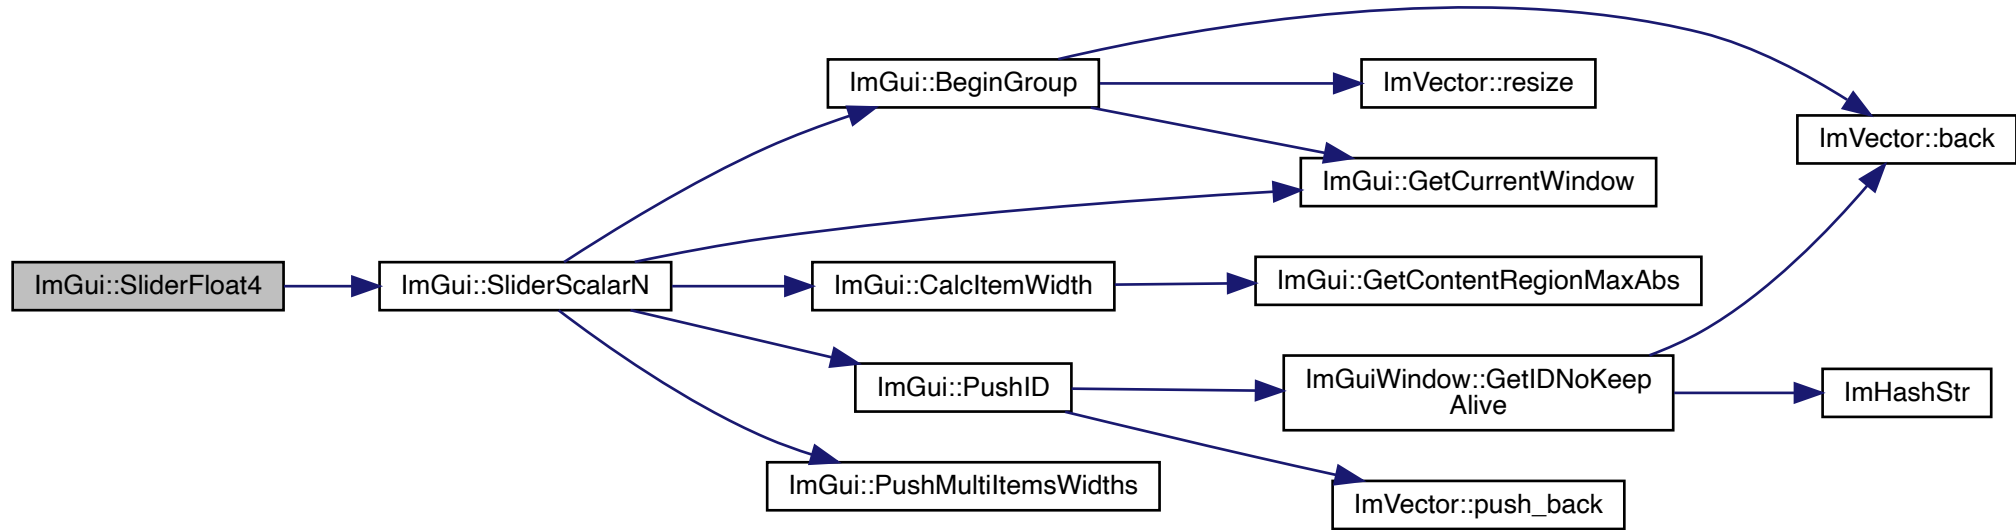 ImGui::SliderFloat4
ImGui::SliderScalarN
ImGui::BeginGroup
ImGui::CalcItemWidth
ImGui::PushID
ImGui::PushMultiItemsWidths
ImVector::resize
ImGui::GetCurrentWindow
ImGui::GetContentRegionMaxAbs
ImGuiWindow::GetIDNoKeep
Alive
ImVector::push_back
ImVector::back
ImHashStr